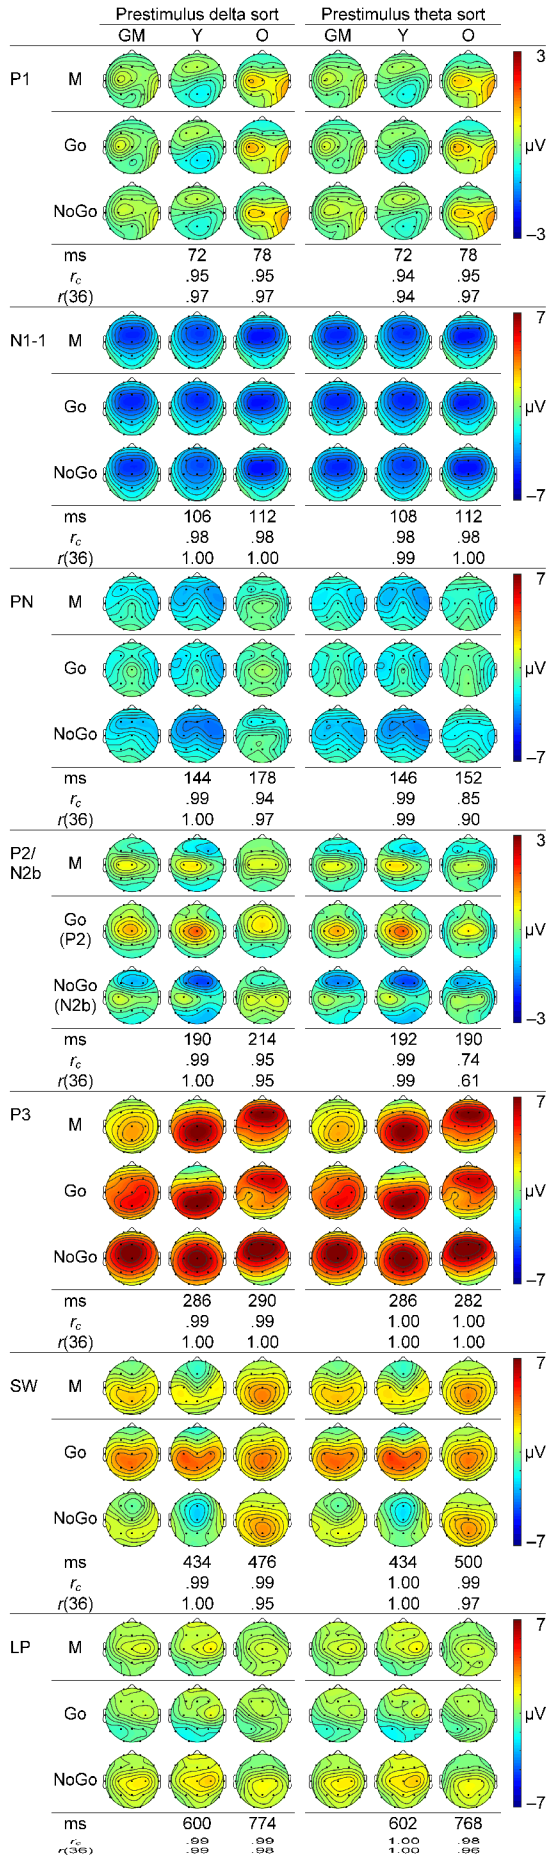 Prestimulus delta sort Prestimulus theta sort
GM Y O GM Y O
P1 M 3
Go µV
NoGo –3
ms 72 78 72 78
rc .95 .95 .94 .95
r(36) .97 .97 .94 .97
N1-1 M 7
Go µV
NoGo –7
ms 106 112 108 112
rc .98 .98 .98 .98
r(36) 1.00 1.00 .99 1.00
PN M 7
Go µV
NoGo –7
ms 144 178 146 152
rc .99 .94 .99 .85
r(36) 1.00 .97 .99 .90
P2/ N2b M 3
Go (P2) µV
NoGo (N2b) –3
ms 190 214 192 190
rc .99 .95 .99 .74
r(36) 1.00 .95 .99 .61
P3 M 7
Go µV
NoGo –7
ms 286 290 286 282
rc .99 .99 1.00 1.00
r(36) 1.00 1.00 1.00 1.00
SW M 7
Go µV
NoGo –7
ms 434 476 434 500
rc .99 .99 1.00 .99
r(36) 1.00 .95 1.00 .97
LP M 7
Go µV
NoGo –7
ms 600 774 602 768
rc .99 .99 1.00 .98
r(36) .99 .98 1.00 .96